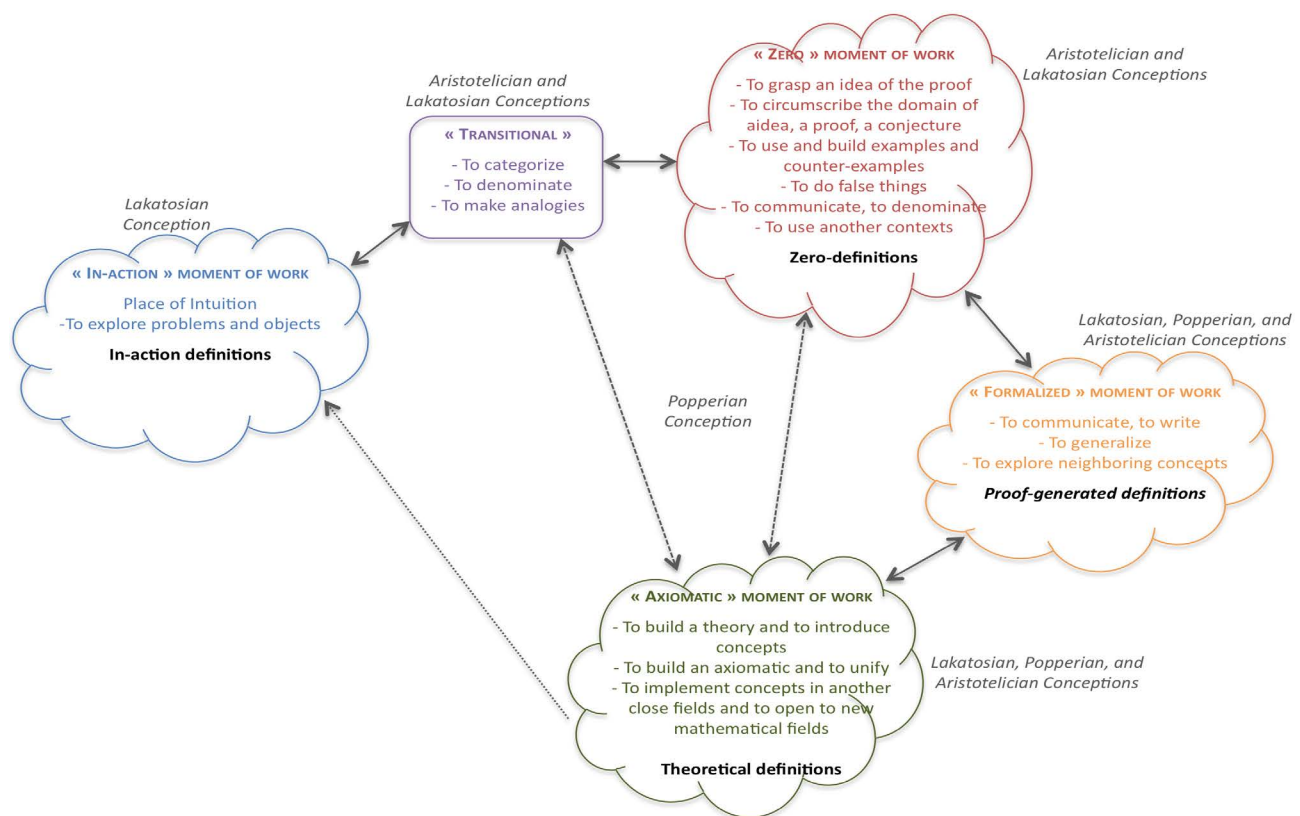 « ZERO » MOMENT OF WORK
- To grasp an idea of the proof
- To circumscribe the domain of
aidea, a proof, a conjecture
- To use and build examples and
counter-examples
- To do false things
- To communicate, to denominate
- To use another contexts
Zero-definitions
Aristotelician and
Lakatosian Conceptions
Aristotelician and
Lakatosian Conceptions
« TRANSITIONAL »
- To categorize
- To denominate
- To make analogies
Lakatosian
Conception
« IN-ACTION » MOMENT OF WORK
Place of Intuition
-To explore problems and objects
In-action definitions
Lakatosian, Popperian, and
Aristotelician Conceptions
« FORMALIZED » MOMENT OF WORK
- To communicate, to write
- To generalize
- To explore neighboring concepts
Proof-generated definitions
Popperian
Conception
« AXIOMATIC » MOMENT OF WORK
- To build a theory and to introduce
concepts
- To build an axiomatic and to unify
- To implement concepts in another
close fields and to open to new
mathematical fields
Theoretical definitions
Lakatosian, Popperian, and
Aristotelician Conceptions